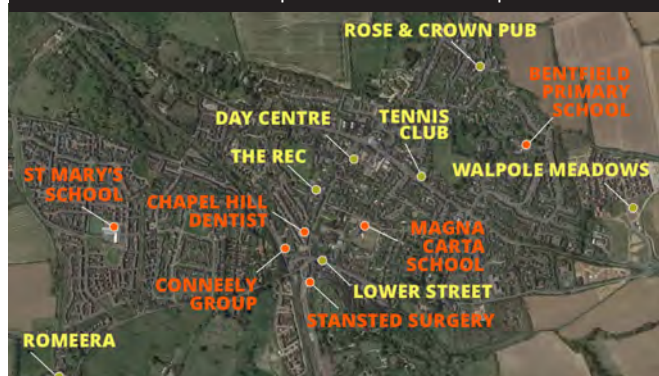 ROSE & CROWN PUB
BENTFIELD
PRIMARY
SCHOOL
DAY CENTRE
TENNIS
CLUB
THE REC
WALPOLE MEADOWS
ST MARY'S
SCHOOL
CHAPEL HILL
DENTIST
MAGNA
CARTA
SCHOOL
CONNEELY
GROUP
LOWER STREET
STANSTED SURGERY
ROMEERA